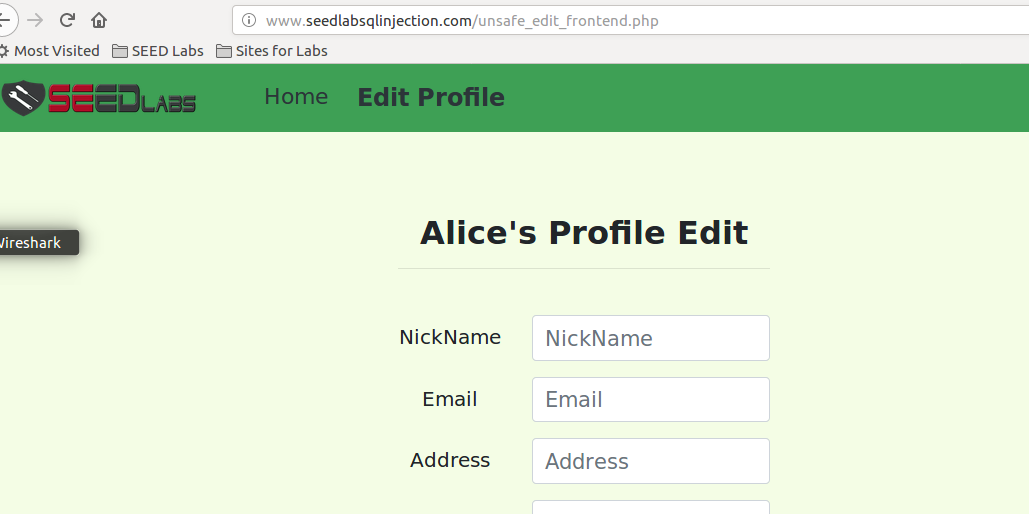 www.seedlabsqlinjection.com/unsafe_edit_frontend.php
Most Visited SEED Labs Sites for Labs
SEEDLABS Home Edit Profile
Alice's Profile Edit
Wireshark
NickName NickName
Email Email
Address Address